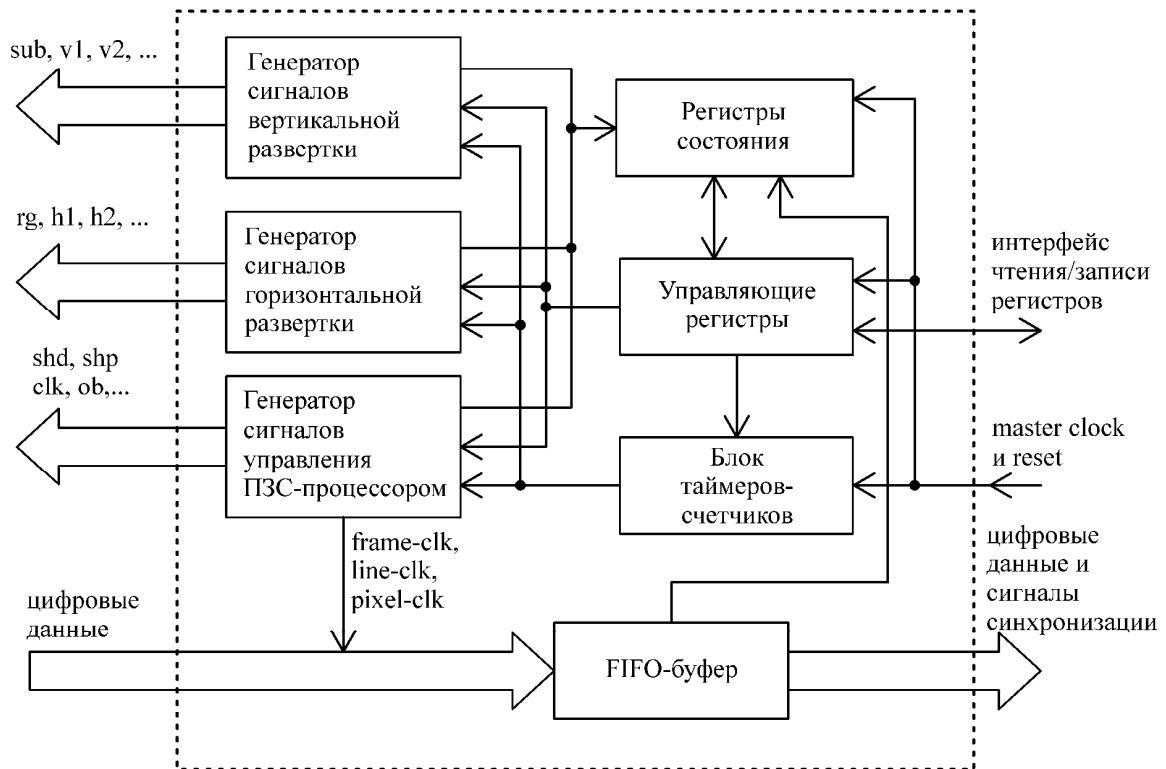 sub, v1, v2, ...
Генератор
сигналов
вертикальной
развертки
Регистры
состояния
rg, h1, h2, ...
Генератор
сигналов
горизонтальной
развертки
Управляющие
регистры
интерфейс
чтения/записи
регистров
shd, shp
clk, ob,...
Генератор
сигналов
управления
ПЗС-процессором
Блок
таймеров-
счетчиков
master clock
и reset
frame-clk,
line-clk,
pixel-clk
цифровые
данные
FIFO-буфер
цифровые
данные и
сигналы
синхронизации